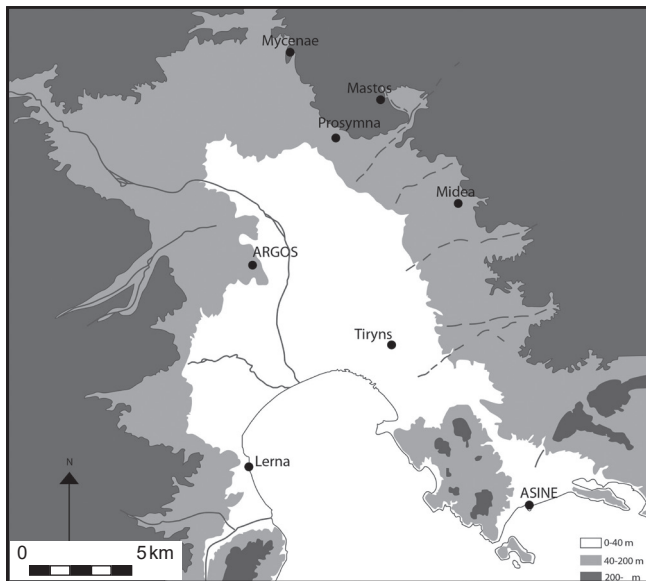 Mycenae
Mastos
Prosymna
Midea
ARGOS
Tiryns
Lerna
ASINE
N
0 5 km
0-40 m
40-200 m
200- m